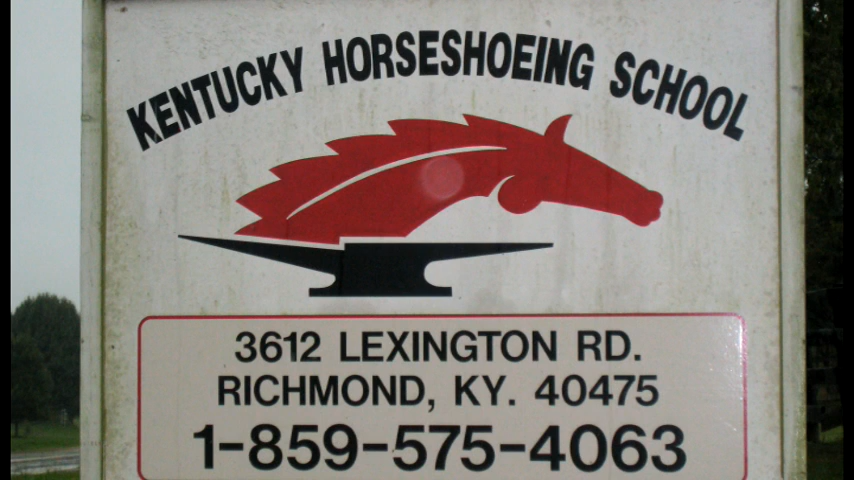 KENTUCKY HORSESHOEING SCHOOL
3612 LEXINGTON RD.
RICHMOND, KY. 40475
1-859-575-4063